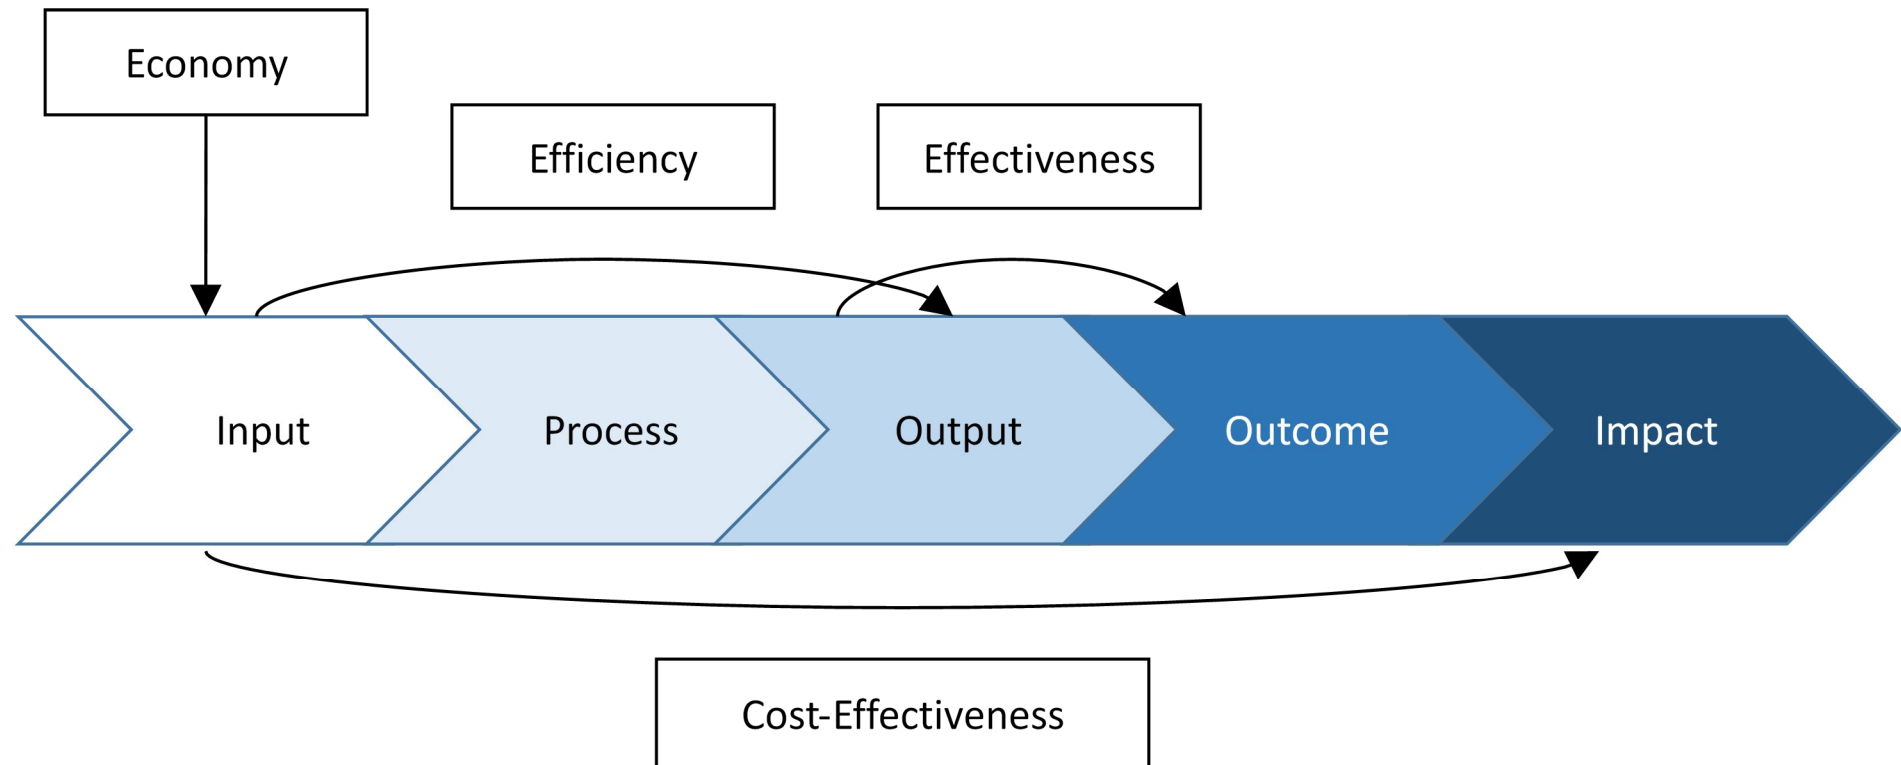 Economy
Efficiency
Effectiveness
Input
Process
Output
Outcome
Impact
Cost-Effectiveness